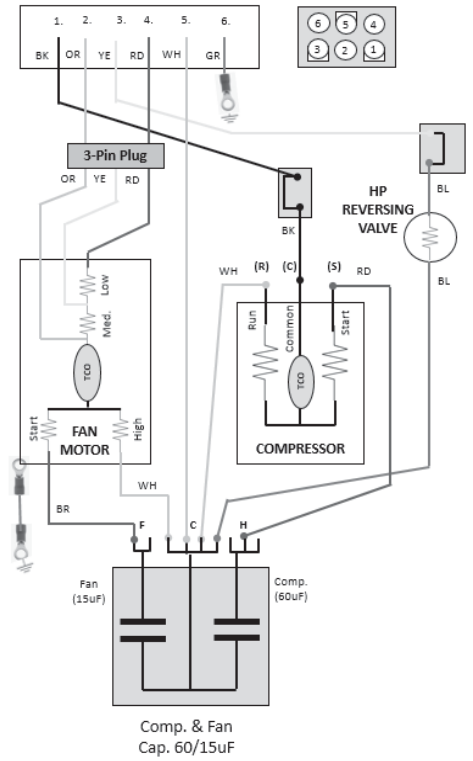 1. 2. 3. 4. 5. 6.
BK OR YE RD WH GR
6 5 4
3 2 1
3-Pin Plug
OR YE RD
BL
HP
REVERSING
VALVE
BL
BK
WH (R) (C) (S) RD
Low
Med.
TCO
Start
High
FAN
MOTOR
Run
Common
Start
TCO
COMPRESSOR
WH
BR
F C H
Fan
(15uF)
Comp.
(60uF)
Comp. & Fan
Cap. 60/15uF